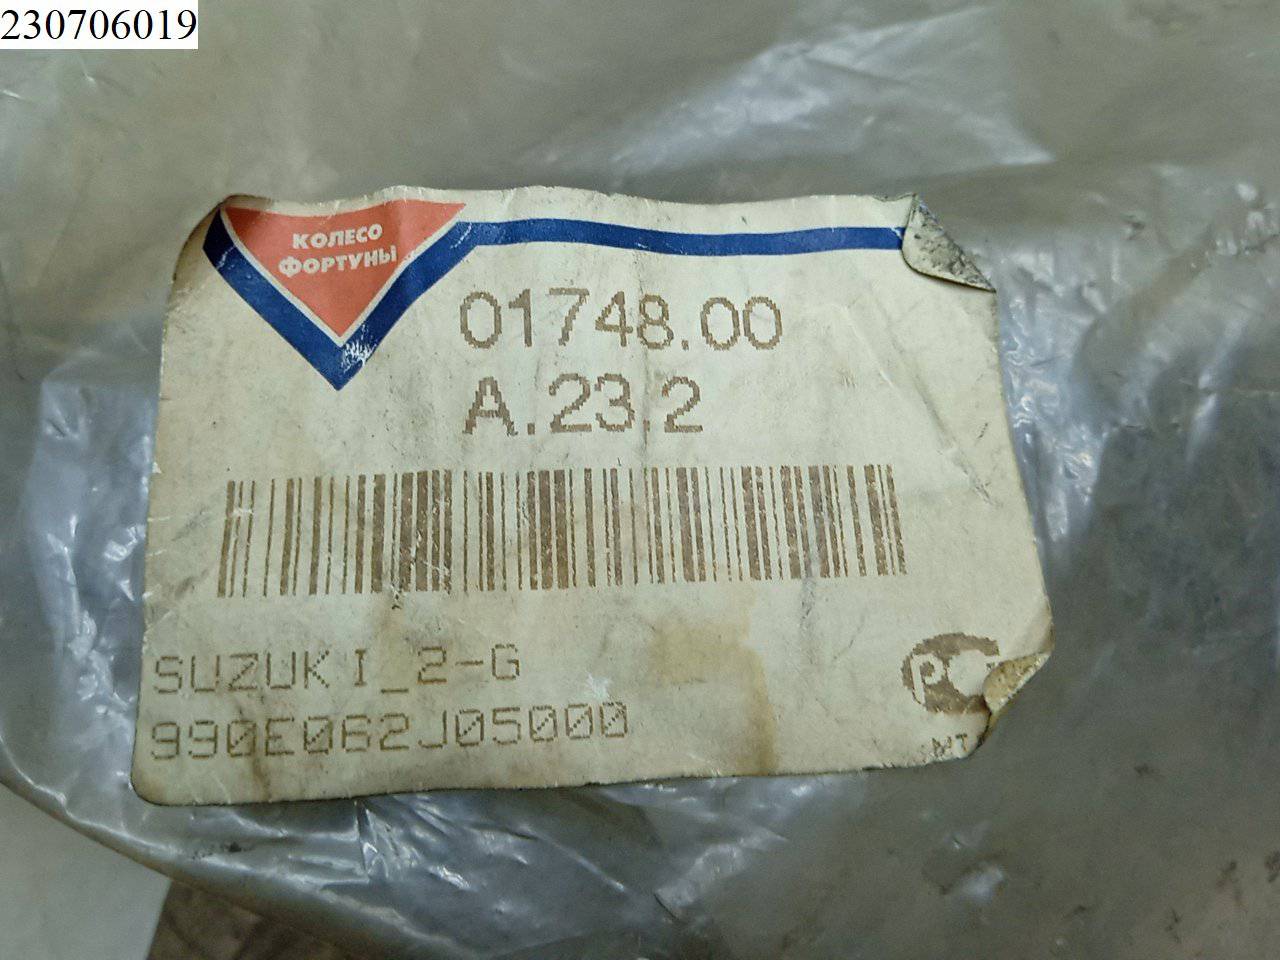 230706019
КОЛЕСО
ФОРТУНЫ
01748.00
A.23.2
SUZUKI_2-G
990E062J05000